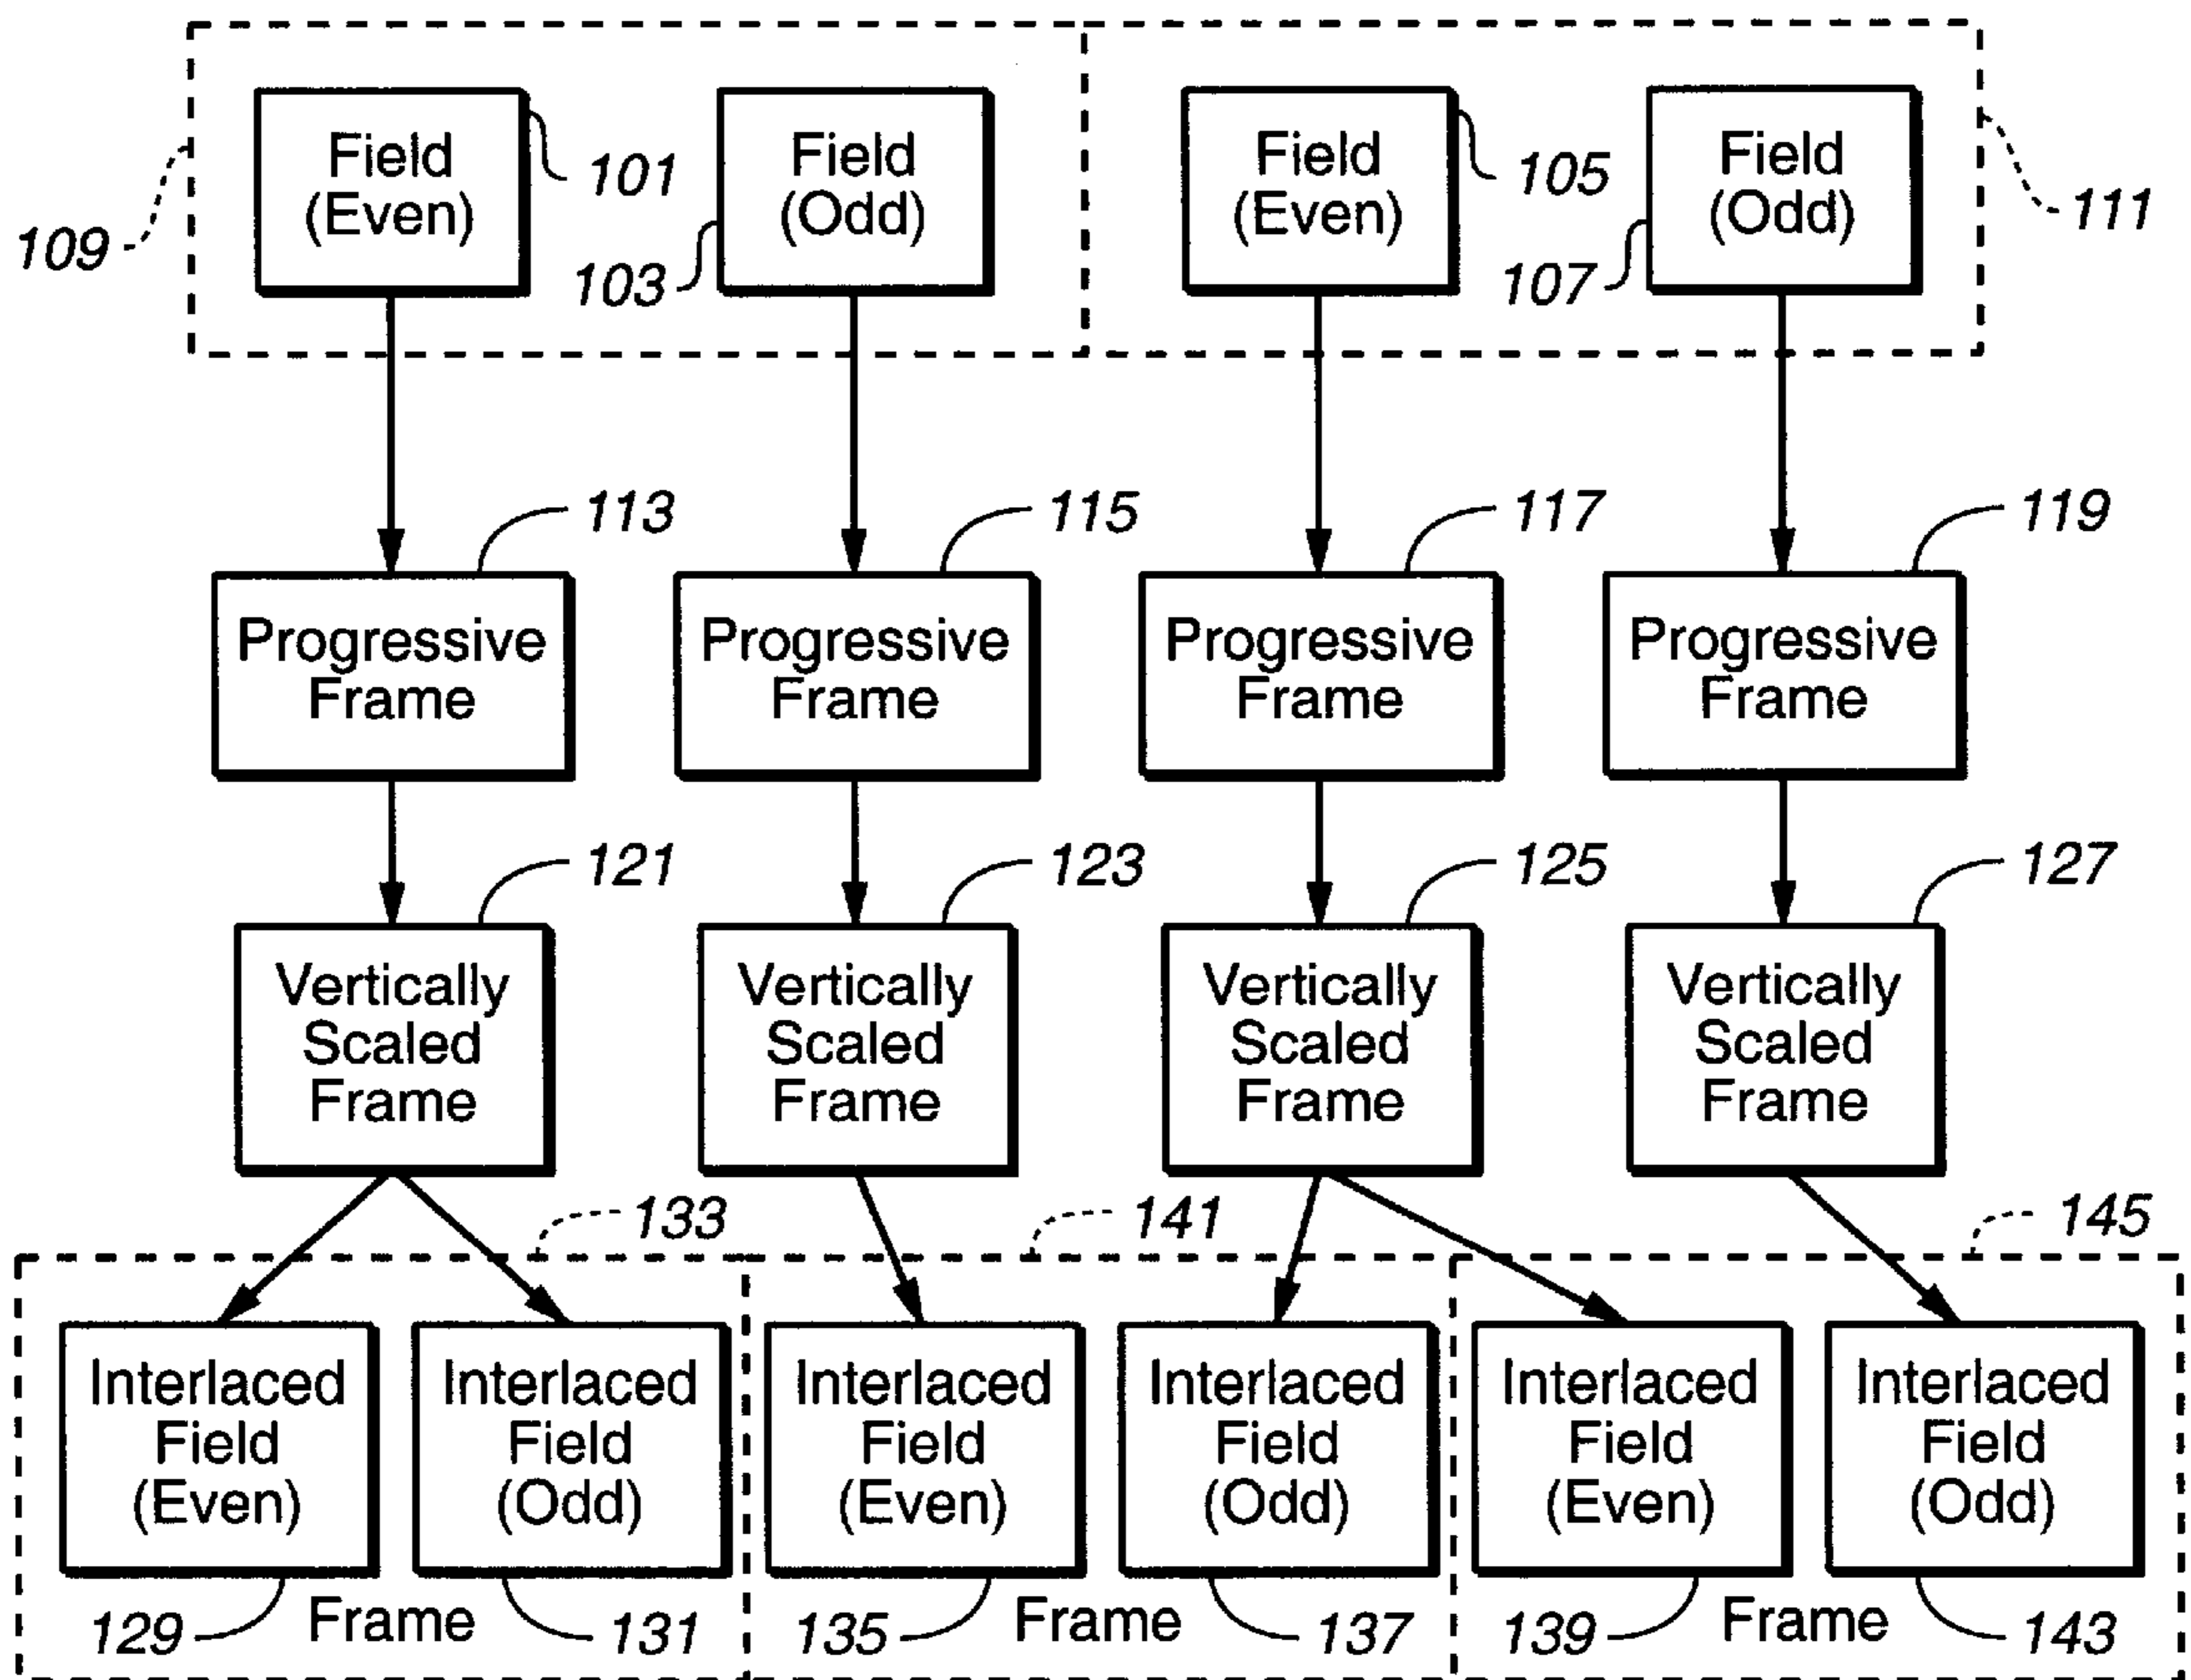 Field
(Even)
101
Field
(Odd)
103
Field
(Even)
105
Field
(Odd)
107
109
111
113
115
117
119
Progressive
Frame
Progressive
Frame
Progressive
Frame
Progressive
Frame
121
123
125
127
Vertically
Scaled
Frame
Vertically
Scaled
Frame
Vertically
Scaled
Frame
Vertically
Scaled
Frame
133
141
145
Interlaced
Field
(Even)
Interlaced
Field
(Odd)
Interlaced
Field
(Even)
Interlaced
Field
(Odd)
Interlaced
Field
(Even)
Interlaced
Field
(Odd)
129
Frame
131
135
Frame
137
139
Frame
143